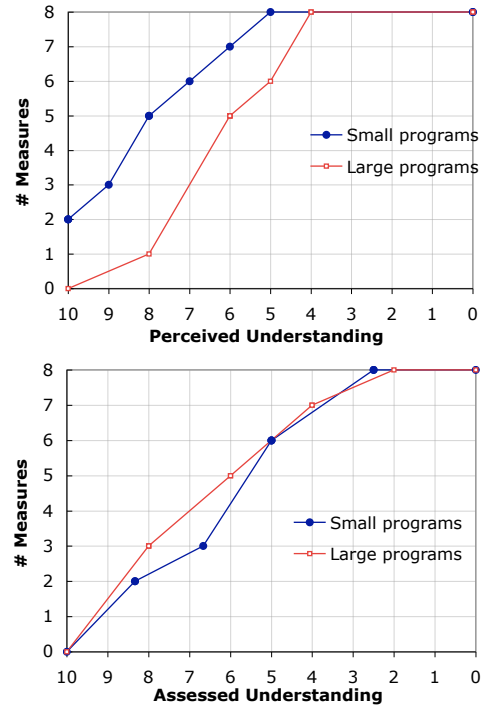 8
7
6
5
4
3
2
1
0
# Measures
Small programs
Large programs
10 9 8 7 6 5 4 3 2 1 0
Perceived Understanding
8
7
6
5
4
3
2
1
0
# Measures
Small programs
Large programs
10 9 8 7 6 5 4 3 2 1 0
Assessed Understanding